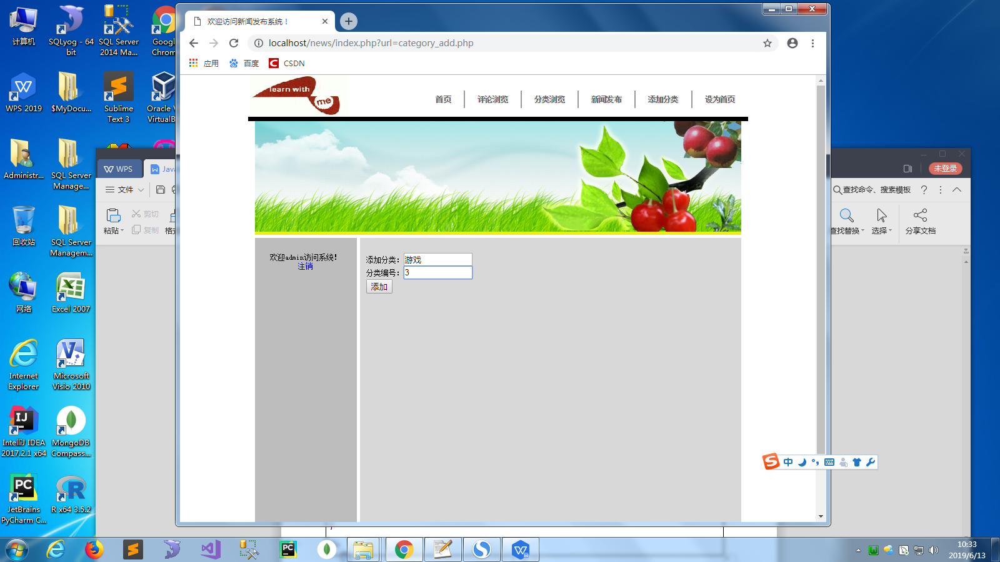 计算机
SQLyog - 64
bit
SQL Server
2014 Ma...
Googl
Chrom
WPS 2019
$MyDocu...
Sublime
Text 3
Oracle
VirtualB
Administr...
SQL Server
Manage...
回收站
SQL Server
Managem...
网络
Excel 2007
Internet
Explorer
Microsoft
Visio 2010
IJ
IntelliJ IDEA
2017.2.1 x64
MongoDB
Compass...
PC
JetBrains
PyCharm C...
R x64 3.5.2
WPS
Java
文件
粘贴
剪切
复制
格式
欢迎访问新闻发布系统！
localhost/news/index.php?url=category_add.php
应用
百度
CSDN
learn with
me
首页
评论浏览
分类浏览
新闻发布
添加分类
设为首页
欢迎admin访问系统!
注销
添加分类：
游戏
分类编号：
3
添加
未登录
查找命令、搜索模板
查找替换
选择
分享文档
中
10:33
2019/6/13